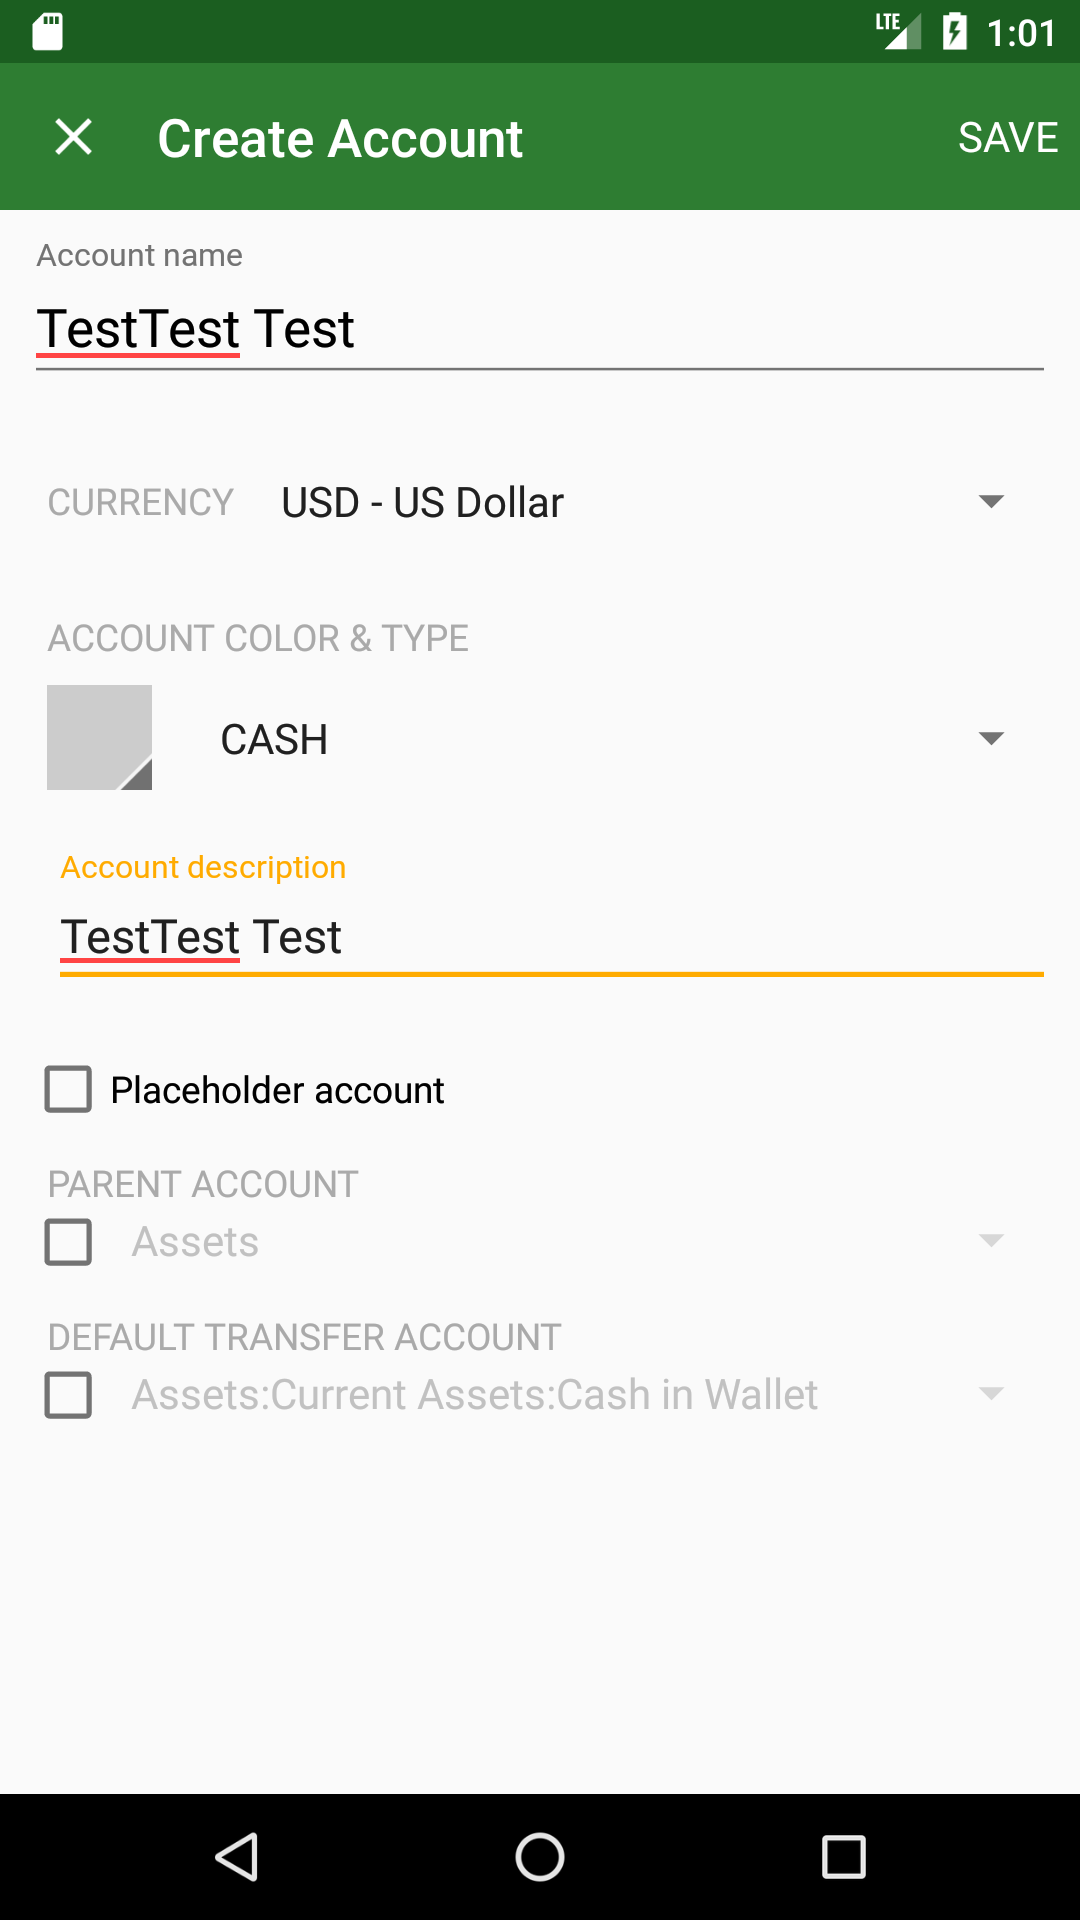 LTE 1:01
Create Account SAVE
Account name
TestTest Test
CURRENCY USD - US Dollar
ACCOUNT COLOR & TYPE
CASH
Account description
TestTest Test
Placeholder account
PARENT ACCOUNT
Assets
DEFAULT TRANSFER ACCOUNT
Assets:Current Assets:Cash in Wallet